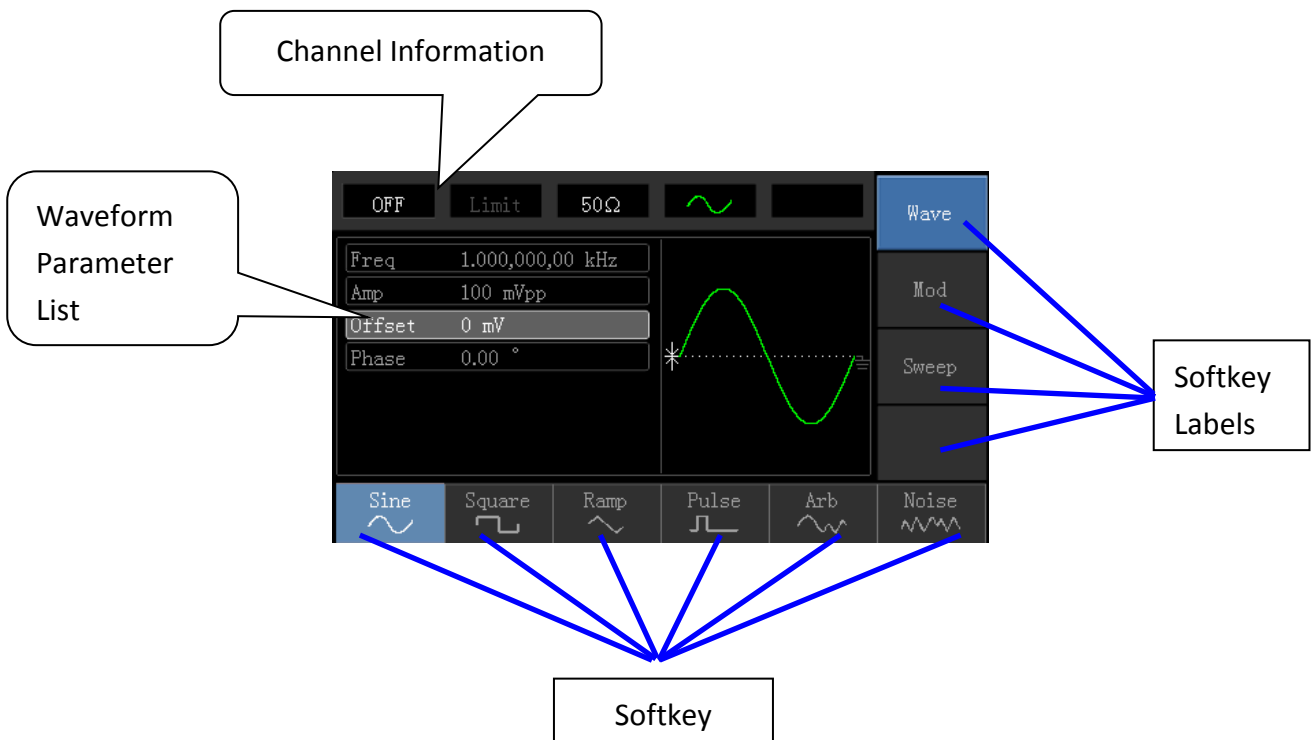 Channel Information
Waveform
Parameter
List
OFF Limit 50Ω
Freq 1.000,000,00 kHz
Amp 100 mVpp
Offset 0 mV
Phase 0.00 °
Wave
Mod
Sweep
Softkey
Labels
Sine Square Ramp Pulse Arb Noise
Softkey